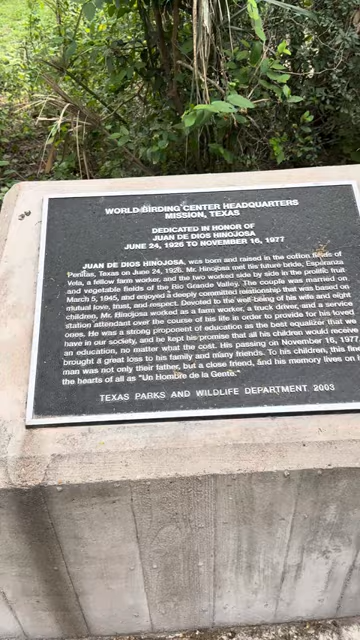 WORLD BIRDING CENTER HEADQUARTERS
MISSION, TEXAS
DEDICATED IN HONOR OF
JUAN DE DIOS HINOJOSA
JUNE 24, 1926 TO NOVEMBER 16, 1977
JUAN DE DIOS HINOJOSA, was born and raised in the cotton fields of
Penitas, Texas on June 24, 1926. Mr. Hinojosa met his future bride, Esperanza
Vela, a fellow farm worker, and the two worked side by side in the prolific fruit
and vegetable fields of the Rio Grande Valley. The couple was married on
March 5, 1945, and enjoyed a deeply committed relationship that was based on
mutual love, trust, and respect. Devoted to the well-being of his wife and eight
children, Mr. Hinojosa worked as a farm worker, a truck driver, and a service
station attendant over the course of his life in order to provide for his loved
ones. He was a strong proponent of education as the best equalizer that we
have in our society, and he kept his promise that all his children would receive
an education, no matter what the cost. His passing on November 16, 1977,
brought a great loss to his family and many friends. To his children, this fine
man was not only their father, but a close friend, and his memory lives on in
the hearts of all as "Un Hombre de la Gente."
TEXAS PARKS AND WILDLIFE DEPARTMENT 2003